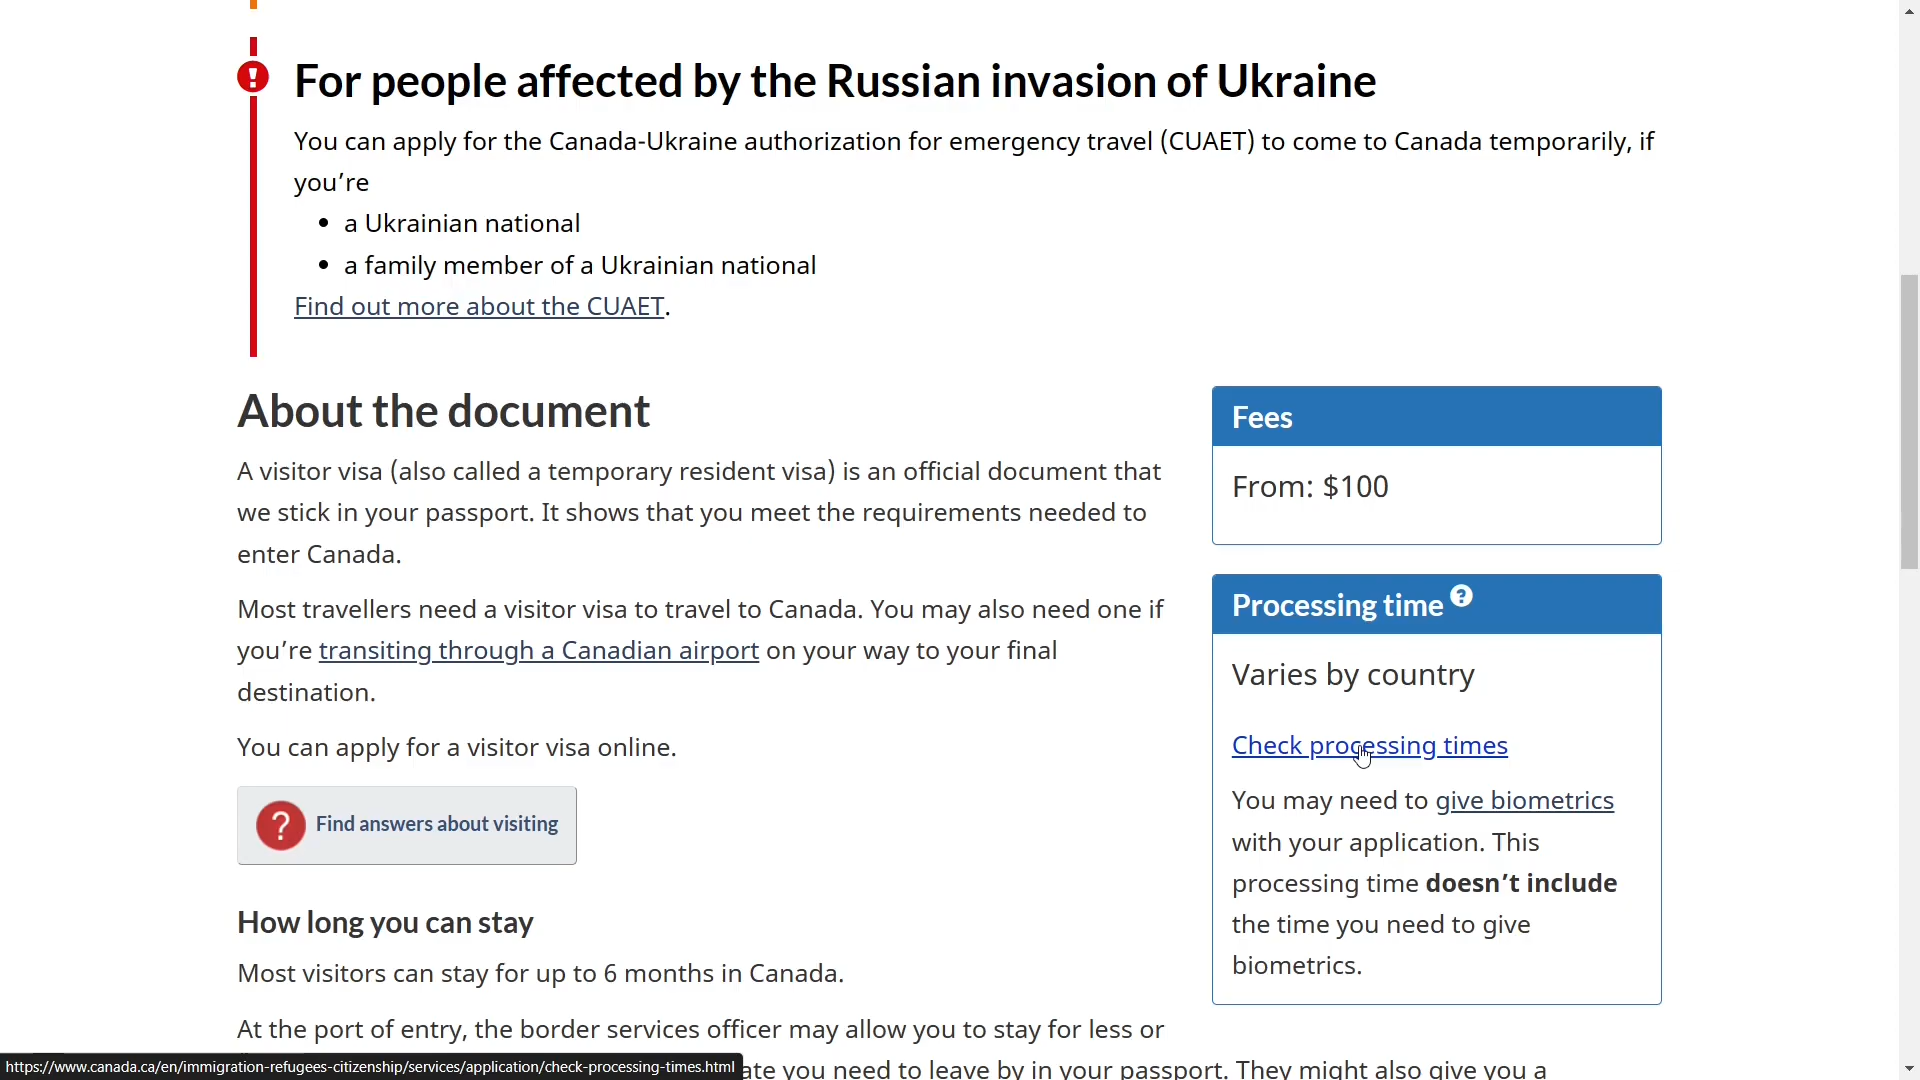 For people affected by the Russian invasion of Ukraine
You can apply for the Canada-Ukraine authorization for emergency travel (CUAET) to come to Canada temporarily, if
you’re
• a Ukrainian national
• a family member of a Ukrainian national
Find out more about the CUAET.
About the document
A visitor visa (also called a temporary resident visa) is an official document that
we stick in your passport. It shows that you meet the requirements needed to
enter Canada.
Most travellers need a visitor visa to travel to Canada. You may also need one if
you’re transiting through a Canadian airport on your way to your final
destination.
You can apply for a visitor visa online.
? Find answers about visiting
How long you can stay
Most visitors can stay for up to 6 months in Canada.
At the port of entry, the border services officer may allow you to stay for less or
you need to leave by in your passport. They might also give you a
Fees
From: $100
Processing time ?
Varies by country
Check processing times
You may need to give biometrics
with your application. This
processing time doesn’t include
the time you need to give
biometrics.
https://www.canada.ca/en/immigration-refugees-citizenship/services/application/check-processing-times.html